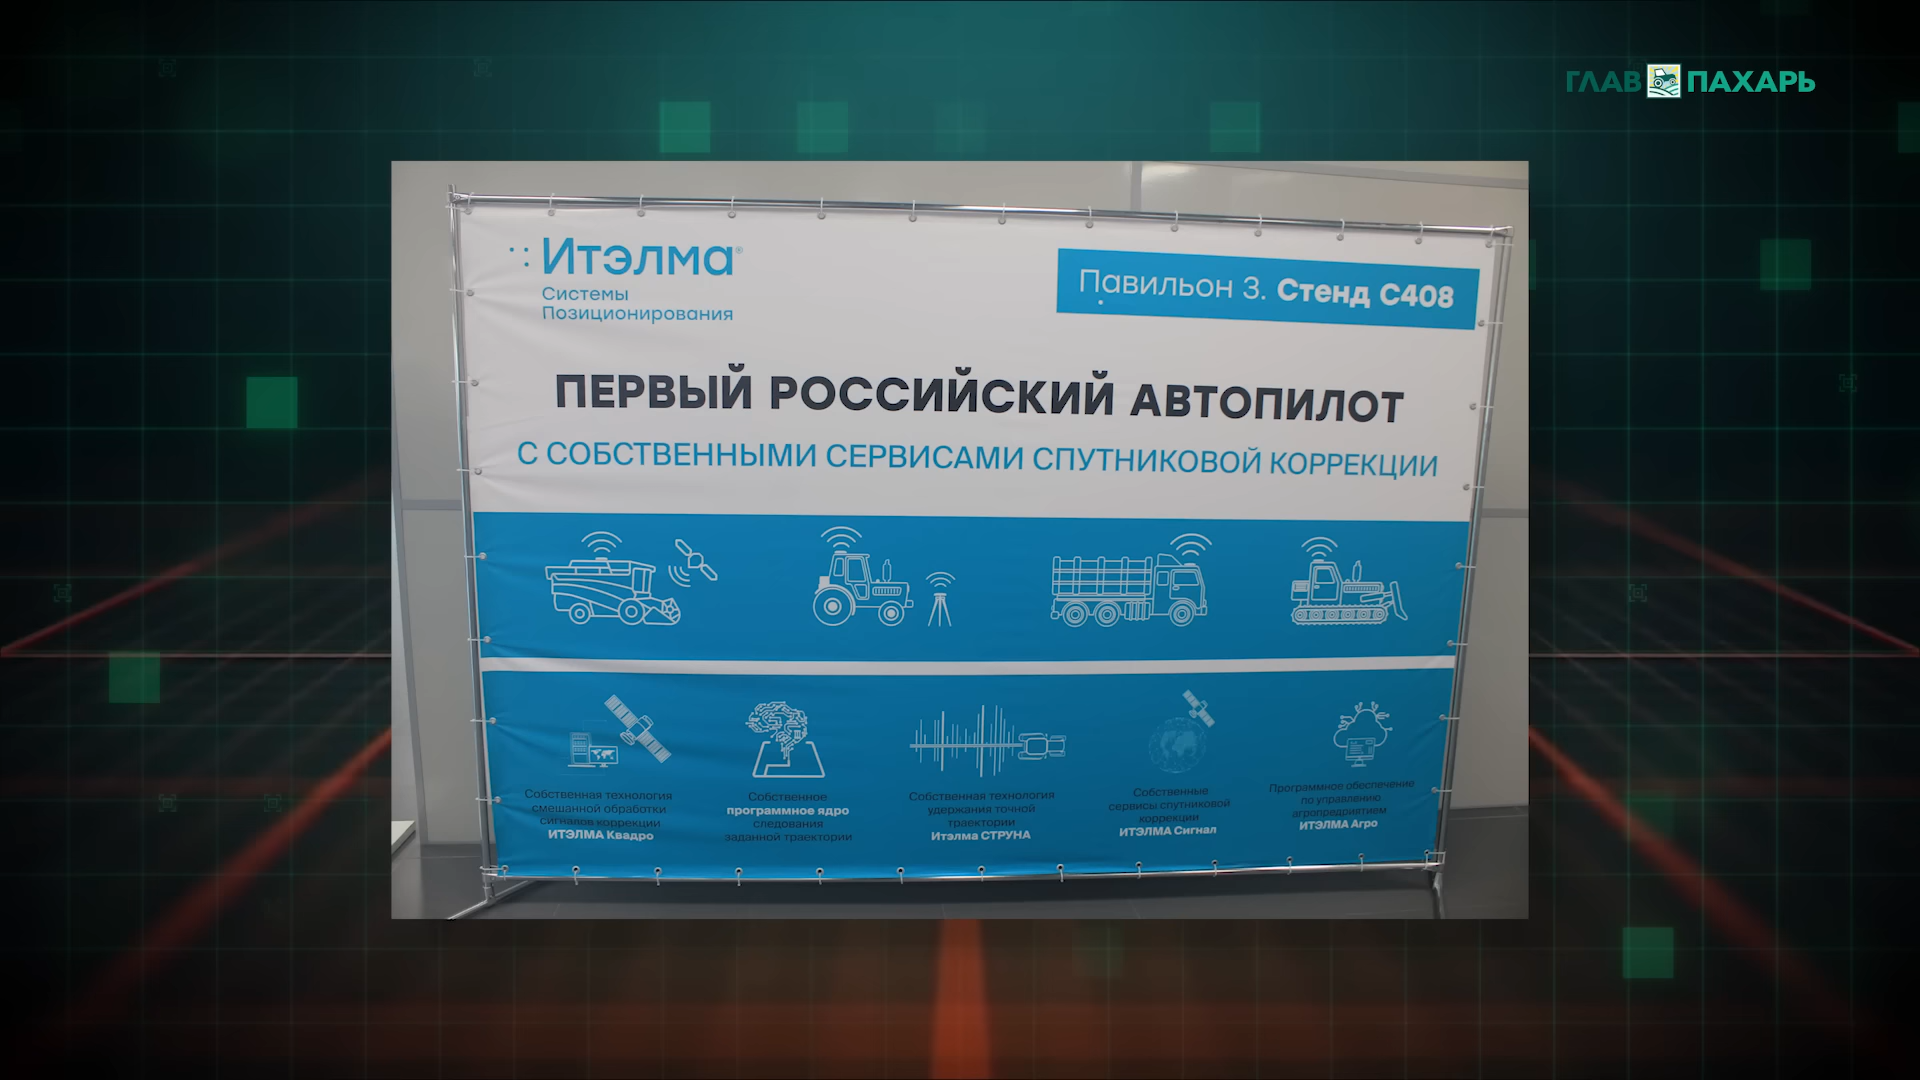 ГЛАВ ПАХАРЬ
Итэлма®
Системы
Позиционирования
Павильон 3. Стенд C408
ПЕРВЫЙ РОССИЙСКИЙ АВТОПИЛОТ
С СОБСТВЕННЫМИ СЕРВИСАМИ СПУТНИКОВОЙ КОРРЕКЦИИ
Собственная технология
смешанной обработки
сигналов коррекции
ИТЭЛМА Квадро
Собственное
программное ядро
следования
заданной траектории
Собственная технология
удержания точной
траектории
Итэлма СТРУНА
Собственные
сервисы спутниковой
коррекции
ИТЭЛМА Сигнал
Программное обеспечение
по управлению
агропредприятием
ИТЭЛМА Агро